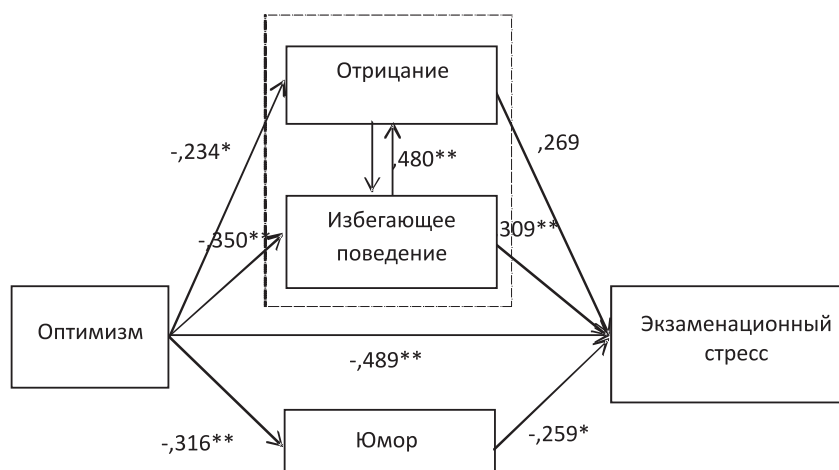 Отрицание
-,234*
,269
,480**
Избегающее
поведение
-,350**
309**
Оптимизм
Экзаменационный
стресс
-,489**
-,316**
Юмор
-,259*